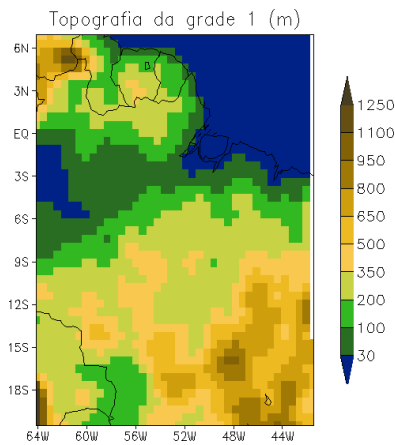 Topografia da grade 1 (m)
6N
3N
EQ
3S
6S
9S
12S
15S
18S
64W 60W 56W 52W 48W 44W
1250
1100
950
800
650
500
350
200
100
30